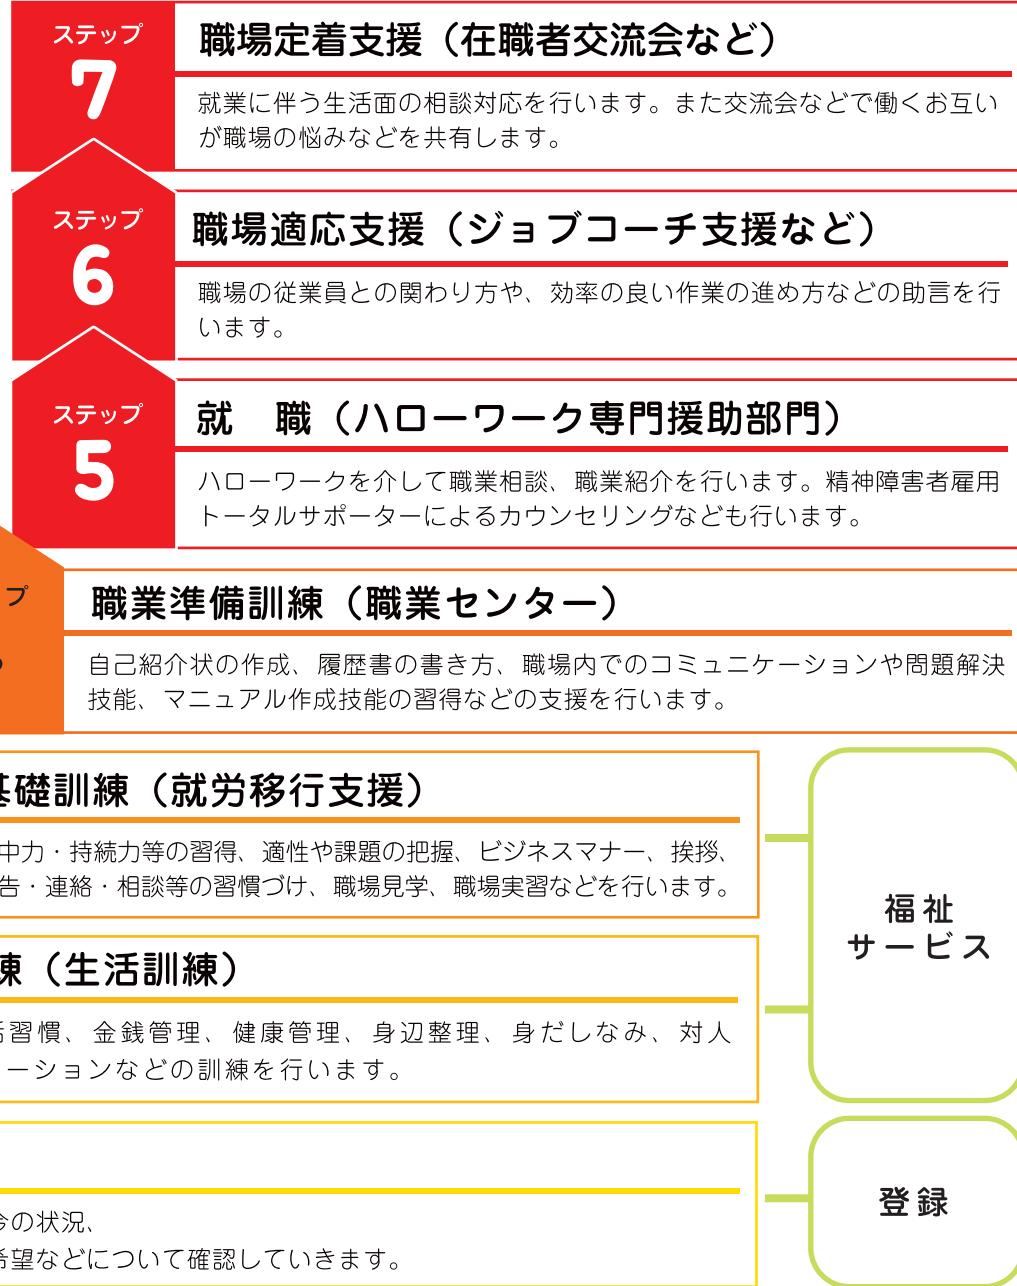 ステップ
7
職場定着支援（在職者交流会など）
就業に伴う生活面の相談対応を行います。また交流会などで働くお互い
が職場の悩みなどを共有します。
ステップ
6
職場適応支援（ジョブコーチ支援など）
職場の従業員との関わり方や、効率の良い作業の進め方などの助言を行
います。
ステップ
5
就　職（ハローワーク専門援助部門）
ハローワークを介して職業相談、職業紹介を行います。精神障害者雇用
トータルサポーターによるカウンセリングなども行います。
プ
職業準備訓練（職業センター）
自己紹介状の作成、履歴書の書き方、職場内でのコミュニケーションや問題解決
技能、マニュアル作成技能の習得などの支援を行います。
基礎訓練（就労移行支援）
中力・持続力等の習得、適性や課題の把握、ビジネスマナー、挨拶、
告・連絡・相談等の習慣づけ、職場見学、職場実習などを行います。
練（生活訓練）
活習慣、金銭管理、健康管理、身辺整理、身だしなみ、対人
ーションなどの訓練を行います。
福祉
サービス
今の状況、
希望などについて確認していきます。
登録